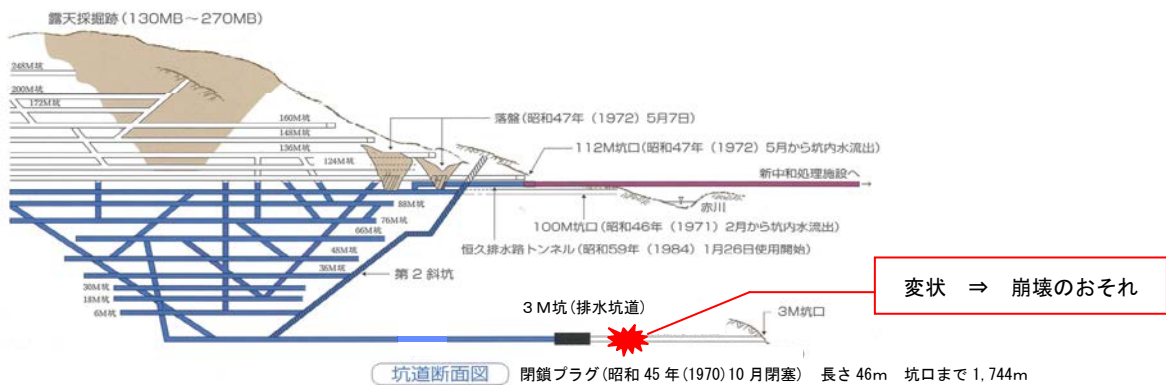 露天採掘跡(130MB～270MB)
248M坑
200M坑
172M坑
160M坑
148M坑
136M坑
124M坑
落盤(昭和47年(1972)5月7日)
112M坑口(昭和47年(1972)5月から坑内水流出)
新中和処理施設へ
赤川
88M坑
76M坑
66M坑
48M坑
36M坑
30M坑
18M坑
6M坑
100M坑口(昭和46年(1971)2月から坑内水流出)
恒久排水路トンネル(昭和59年(1984)1月26日使用開始)
第2斜坑
変状 ⇒ 崩壊のおそれ
3M坑(排水坑道)
3M坑口
坑道断面図
閉鎖プラグ(昭和45年(1970)10月閉塞) 長さ46m 坑口まで1,744m